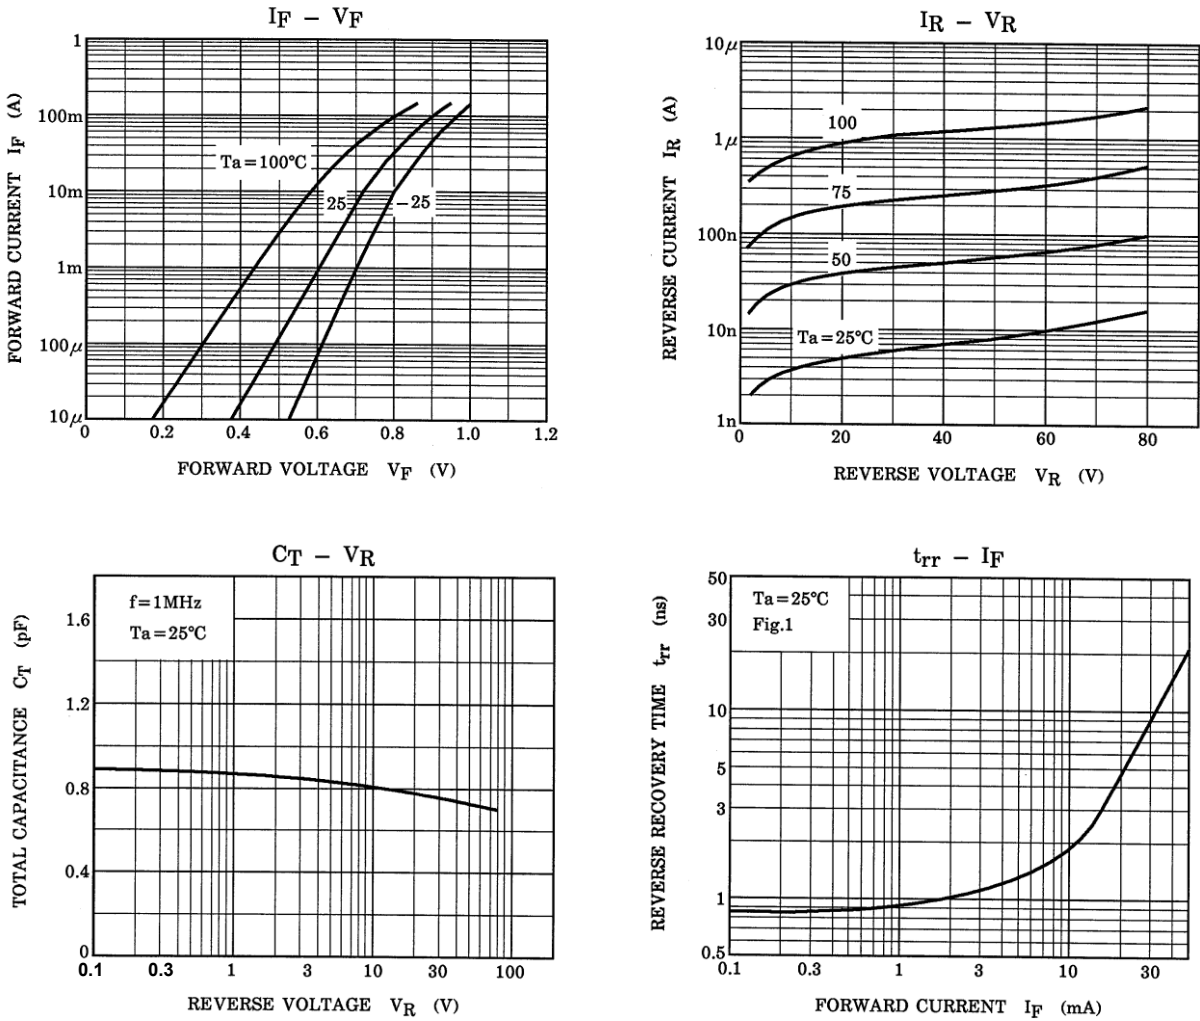 IF – VF
FORWARD CURRENT IF (A)
1
100m
10m
1m
100μ
10μ
Ta=100°C
25
−25
0
0.2
0.4
0.6
0.8
1.0
1.2
FORWARD VOLTAGE VF (V)
IR – VR
REVERSE CURRENT IR (A)
10μ
1μ
100n
10n
1n
100
75
50
Ta=25°C
0
20
40
60
80
REVERSE VOLTAGE VR (V)
CT – VR
TOTAL CAPACITANCE CT (pF)
f=1MHz
Ta=25°C
1.6
1.2
0.8
0.4
0
0.1
0.3
1
3
10
30
100
REVERSE VOLTAGE VR (V)
trr – IF
REVERSE RECOVERY TIME trr (ns)
Ta=25°C
Fig.1
50
30
10
5
3
1
0.5
0.1
0.3
1
3
10
30
FORWARD CURRENT IF (mA)